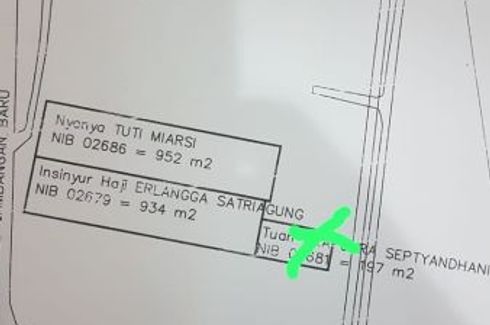 Nyonya TUTI MIARSI
NIB 02686 = 952 m2
Insinyur Haji ERLANGGA SATRIAGUNG
NIB 02679 = 934 m2
Tuan SEPTYANDHANI
NIB = 197 m2
BARU